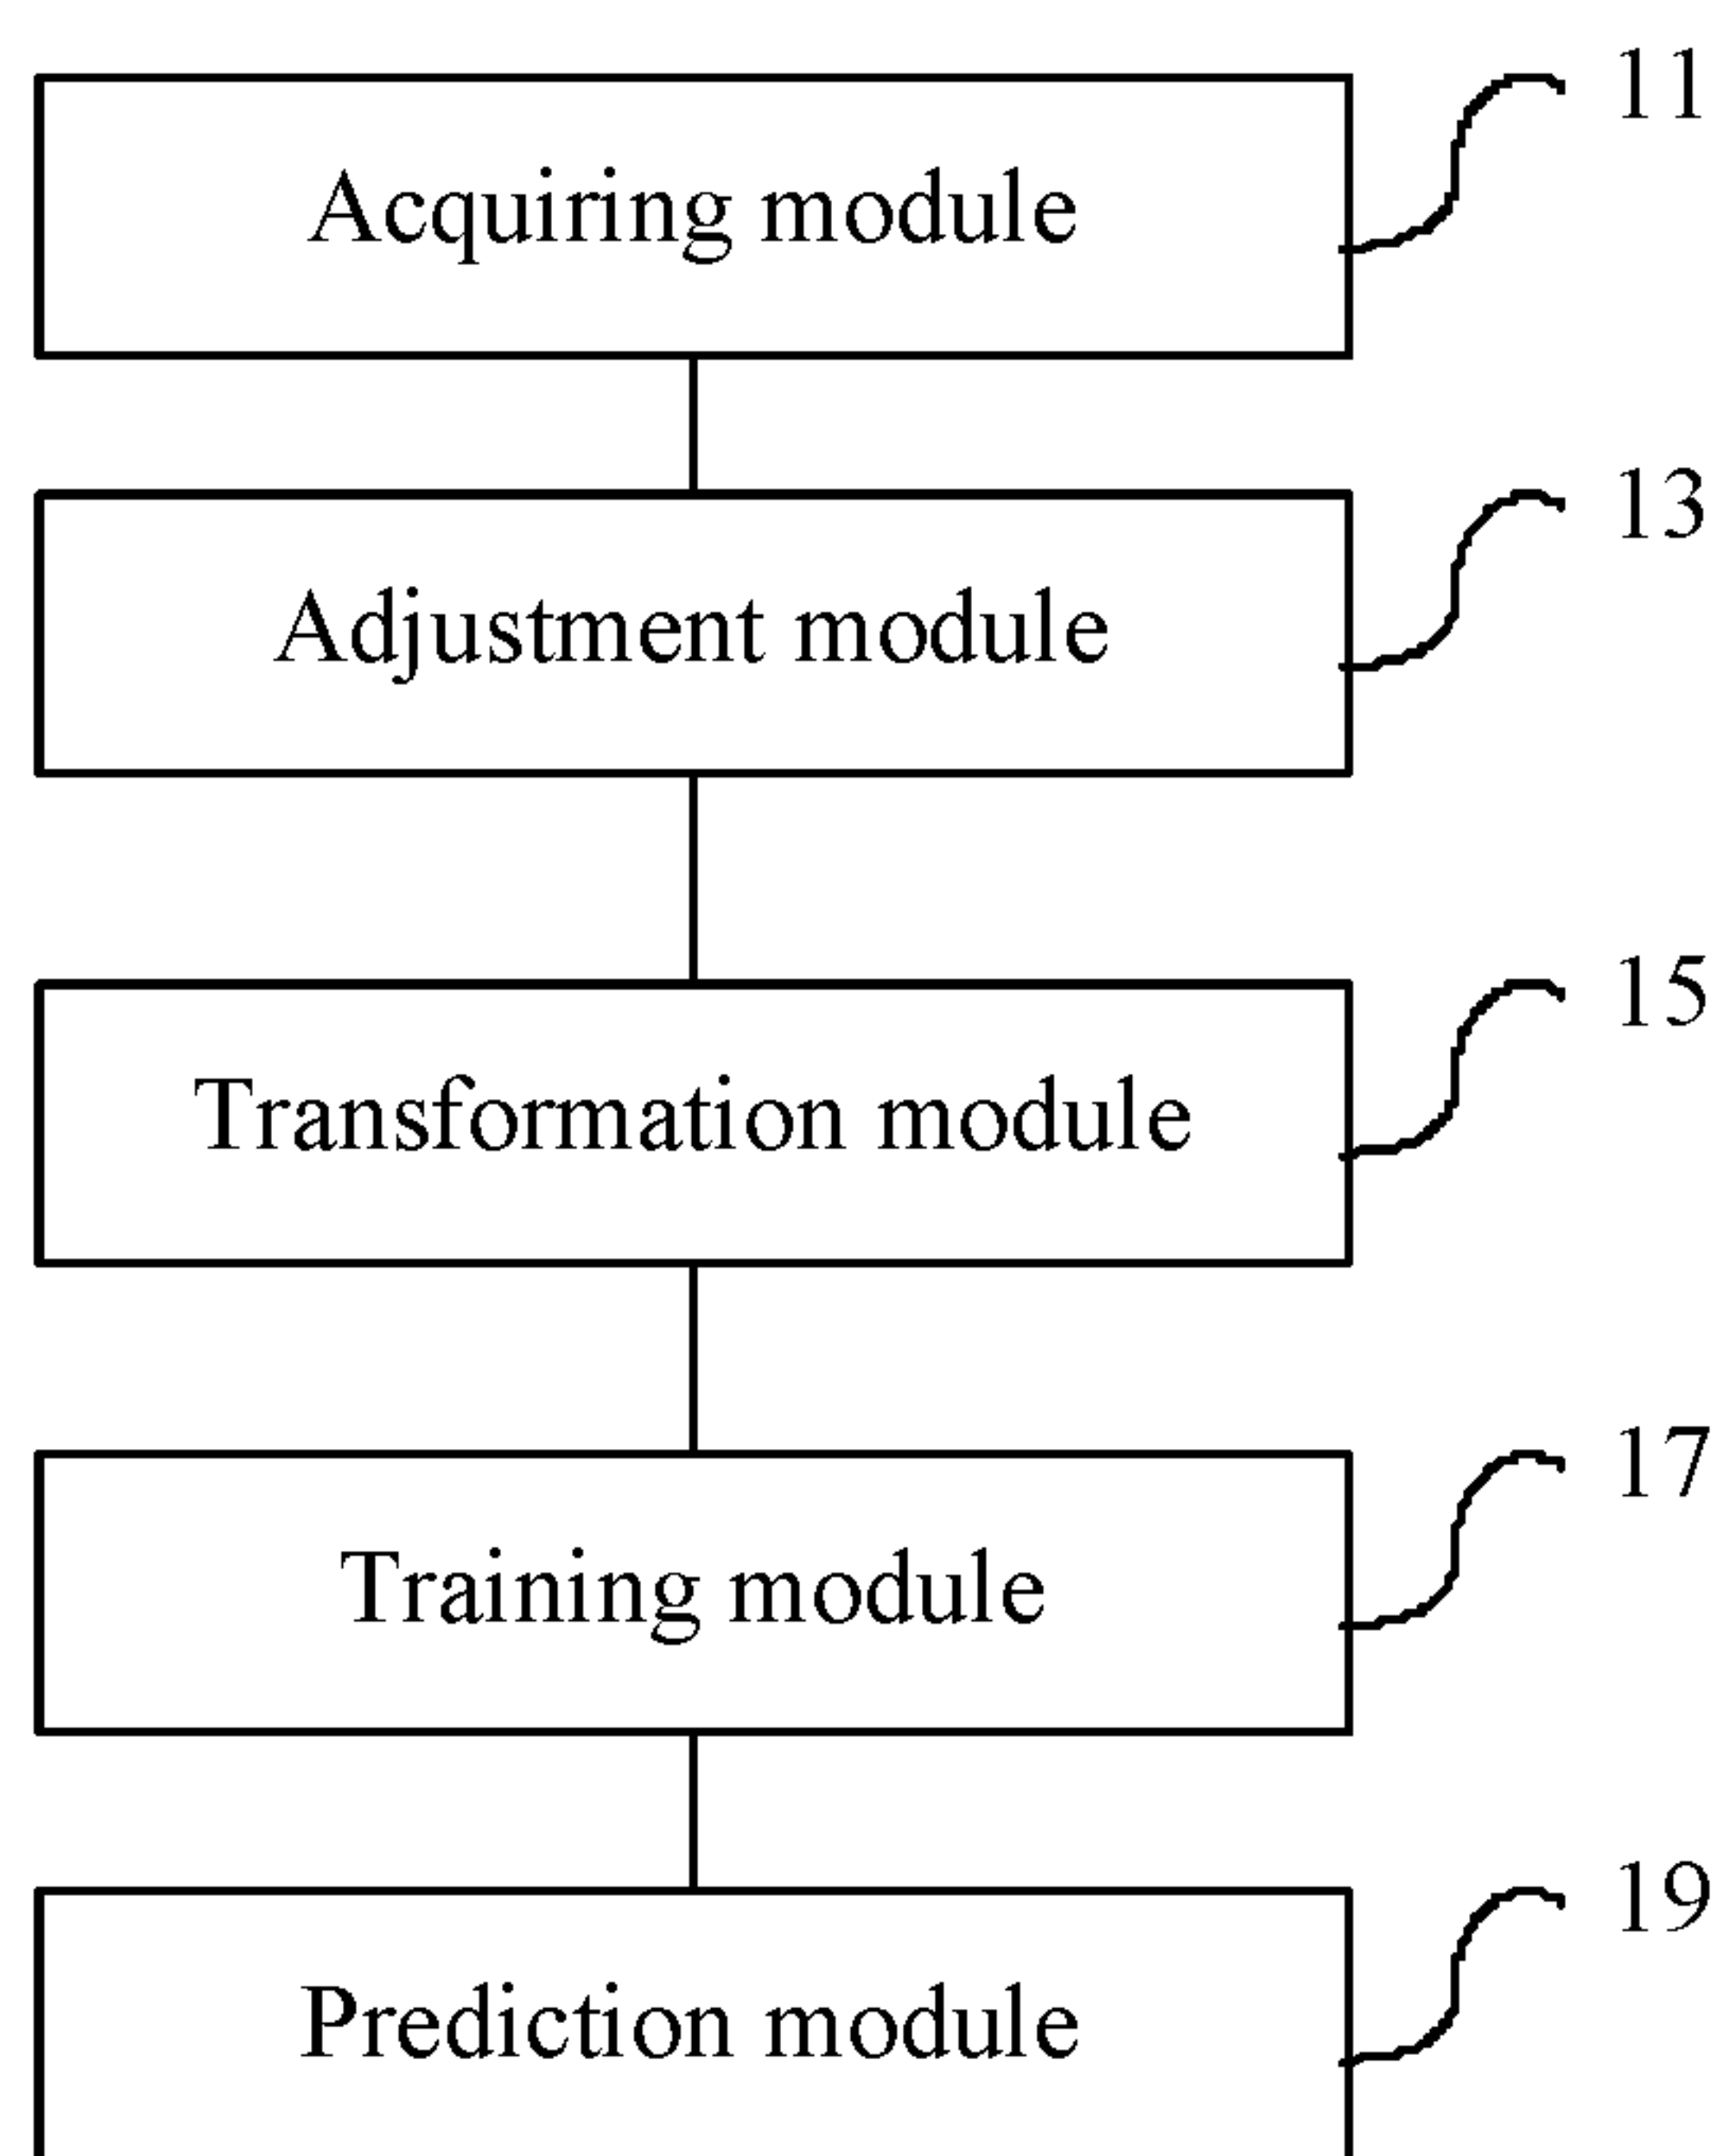 11
Acquiring module
13
Adjustment module
15
Transformation module
17
Training module
19
Prediction module